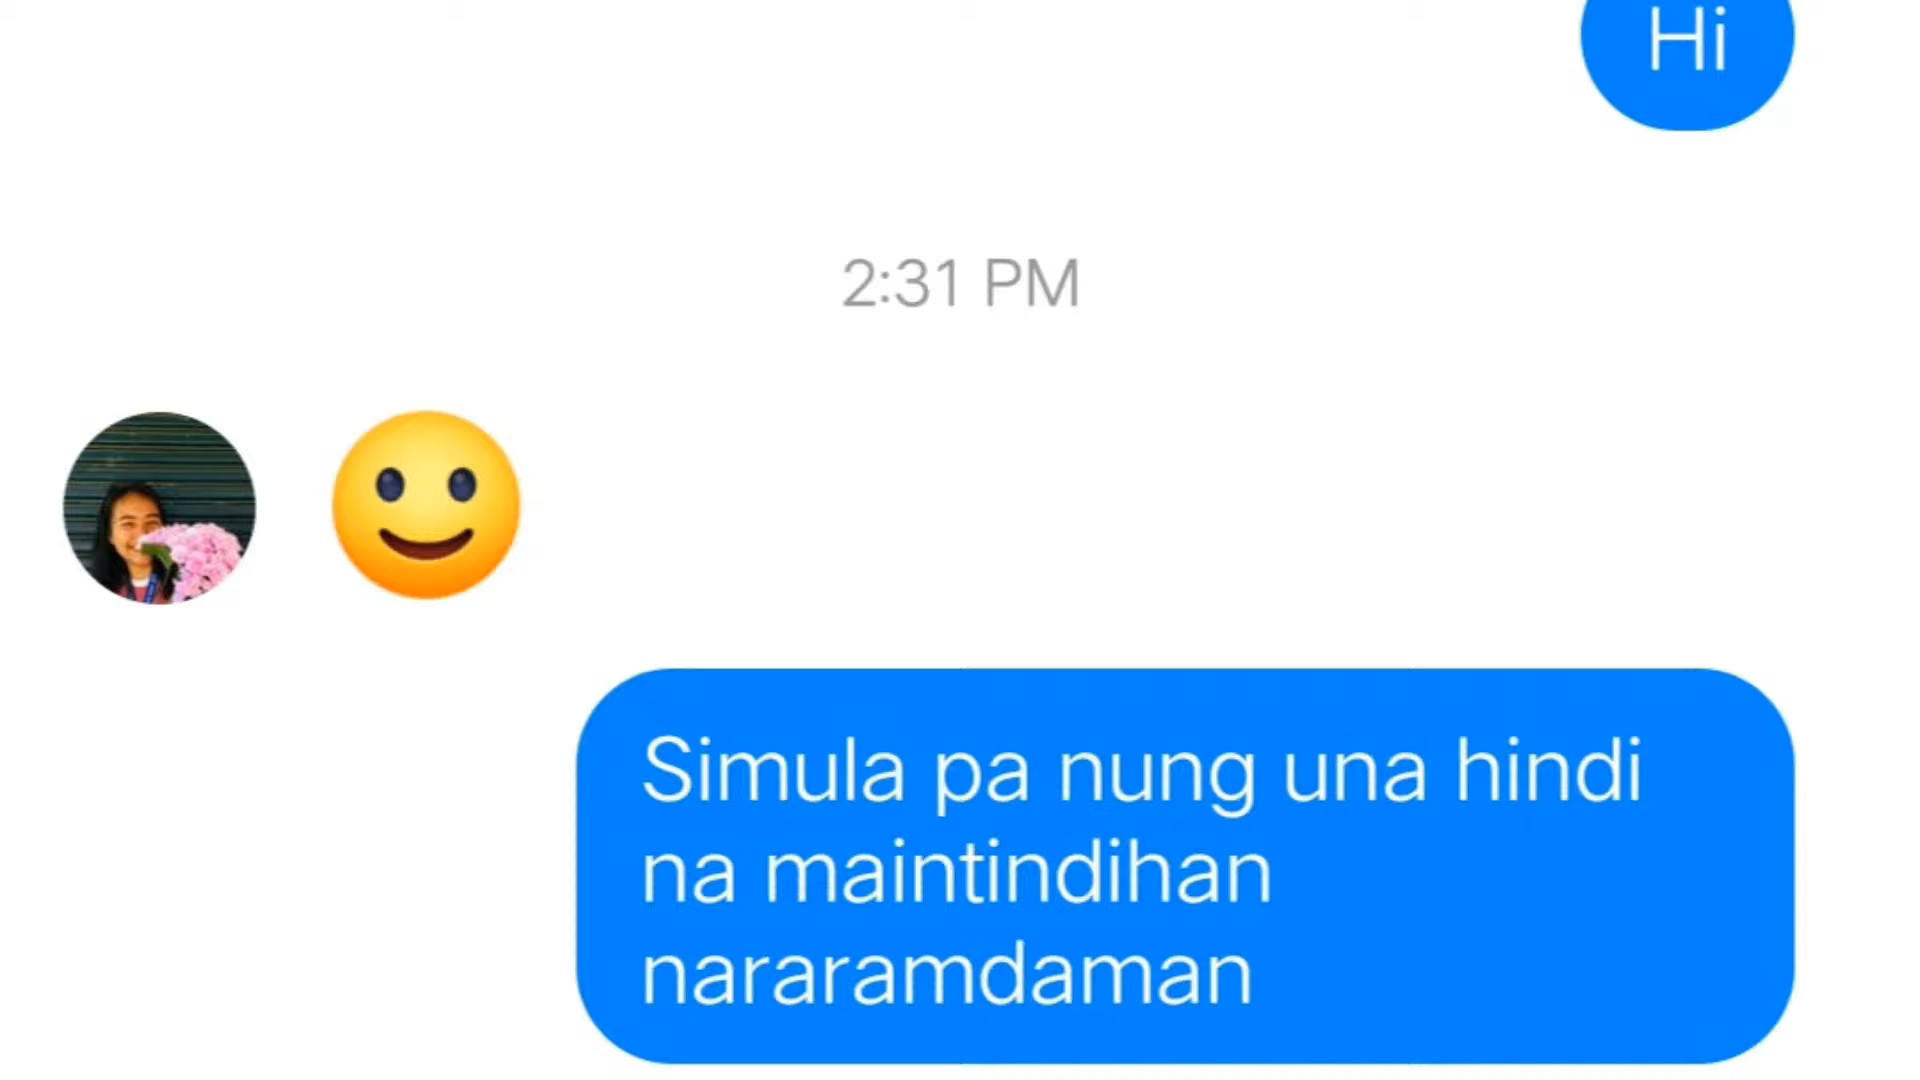 Hi
2:31 PM
Simula pa nung una hindi
na maintindihan
nararamdaman